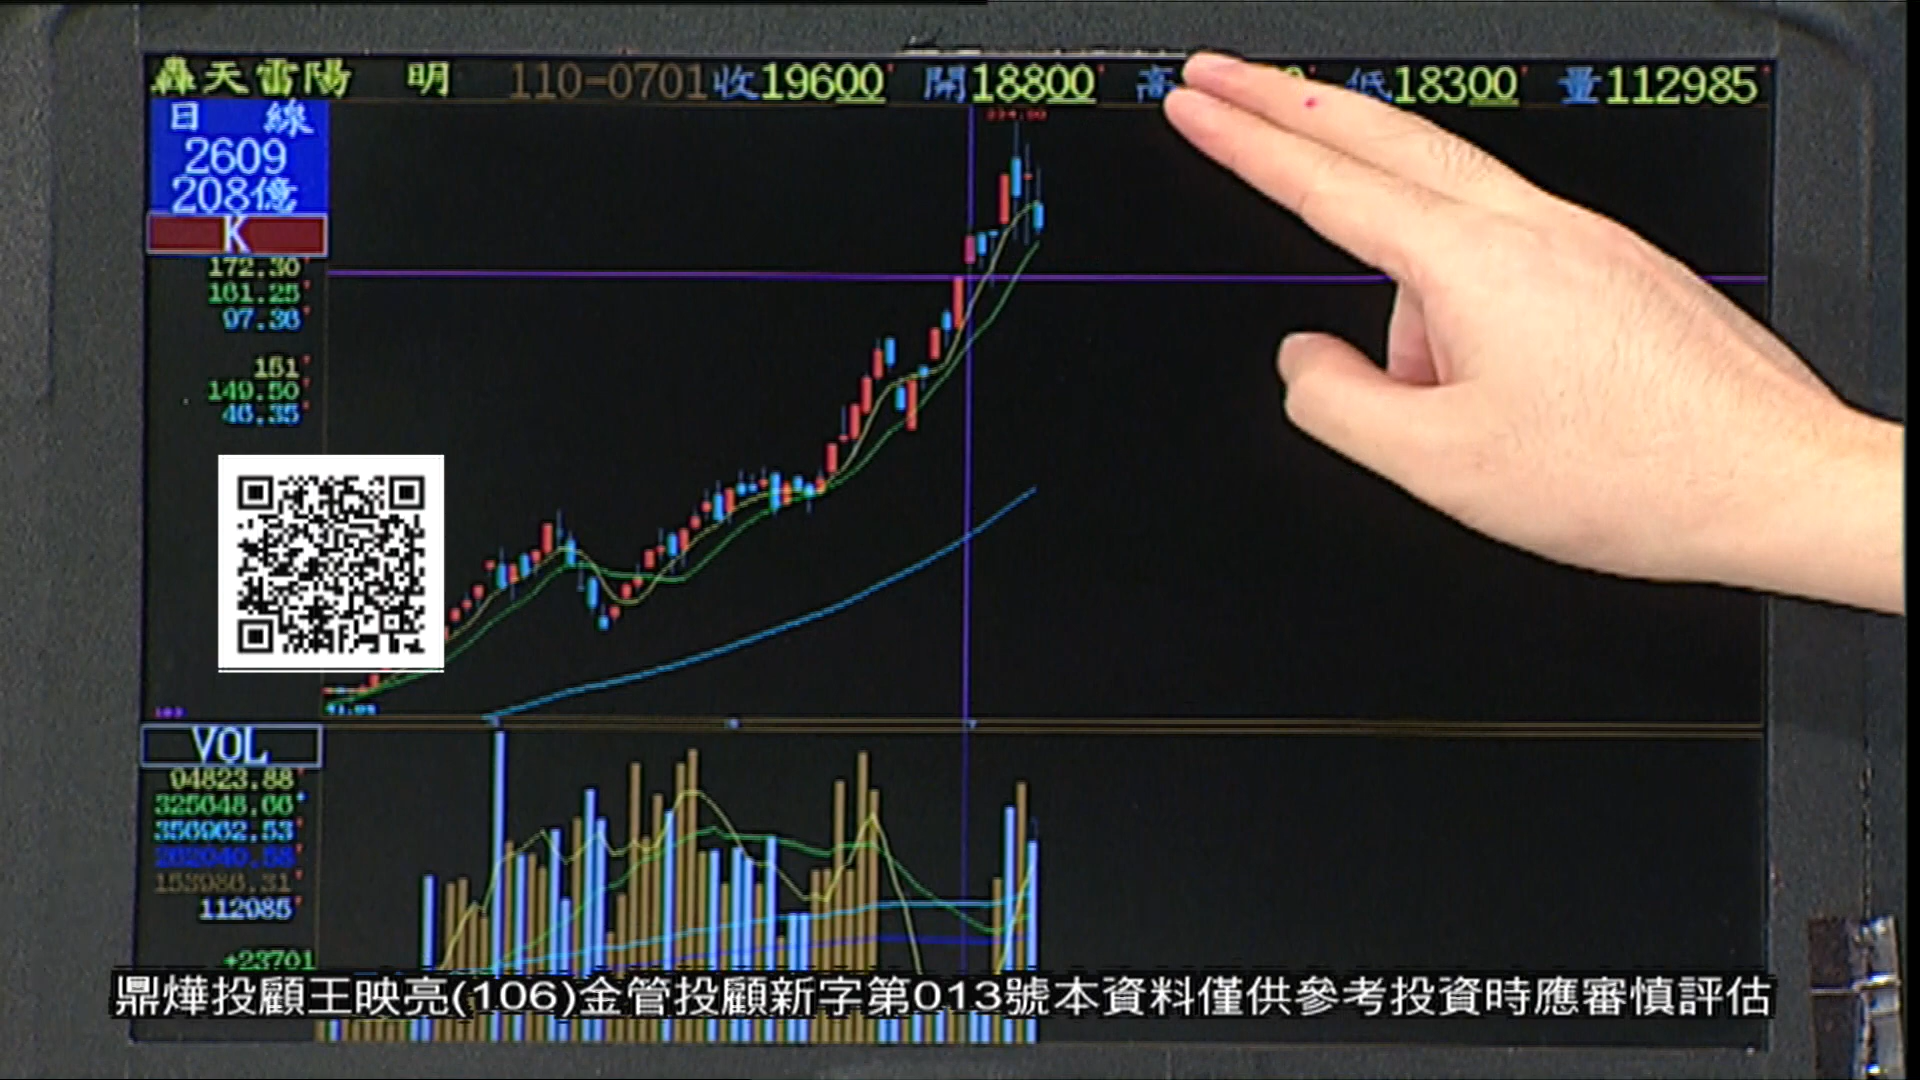 轟天雷陽 明 110-0701 收19600 開18800 高 低18300 量112985
日 線
2609
208億
K
172.30
161.25
97.36
151
149.50
46.35
VOL
04823.88
325648.66
356962.53
153986.31
112985
+23701
鼎燁投顧王映亮(106)金管投顧新字第013號本資料僅供參考投資時應審慎評估